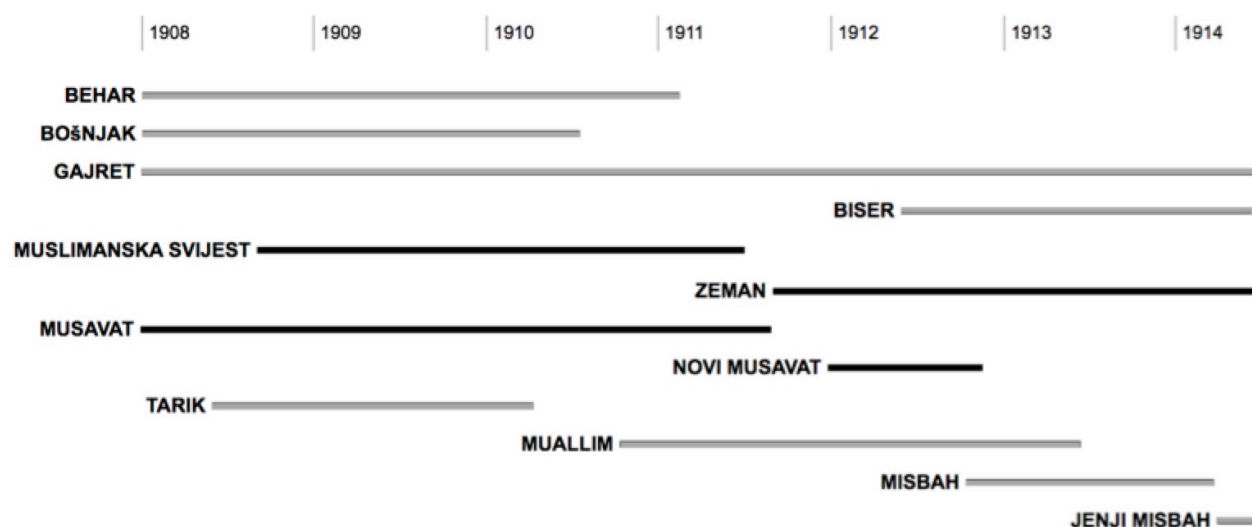 1908 1909 1910 1911 1912 1913 1914
BEHAR
BOšNJAK
GAJRET
BISER
MUSLIMANSKA SVIJEST
ZEMAN
MUSAVAT
NOVI MUSAVAT
TARIK
MUALLIM
MISBAH
JENJI MISBAH